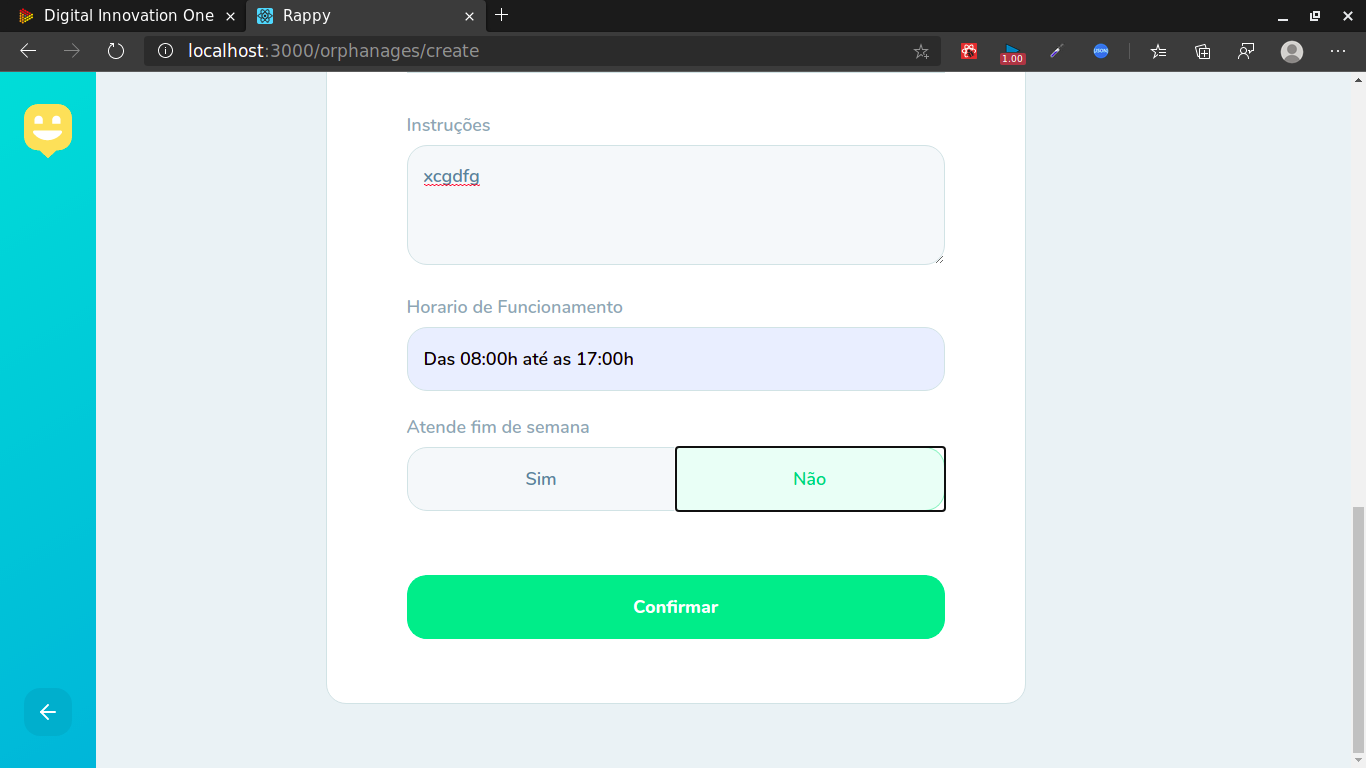 Digital Innovation One
Rappy
localhost:3000/orphanages/create
1.00
JSON
Instruções
xcgdfg
Horario de Funcionamento
Das 08:00h até as 17:00h
Atende fim de semana
Sim
Não
Confirmar